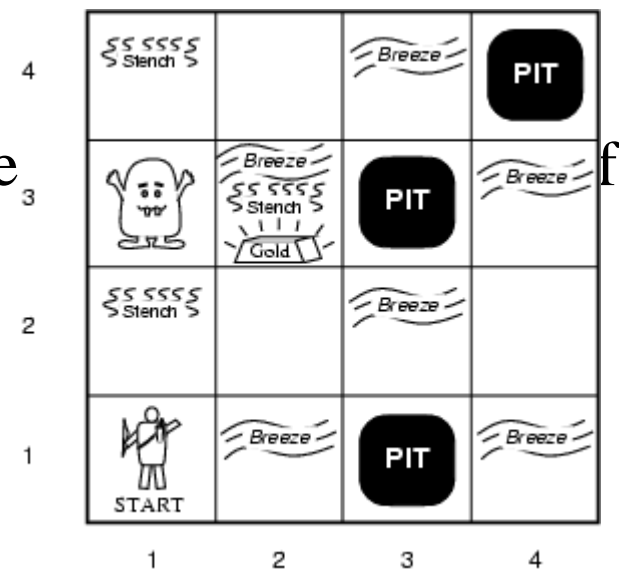 Stench Breeze PIT
4
e Breeze Stench Gold PIT Breeze f
3
Stench Breeze
2
START Breeze PIT Breeze
1
1 2 3 4